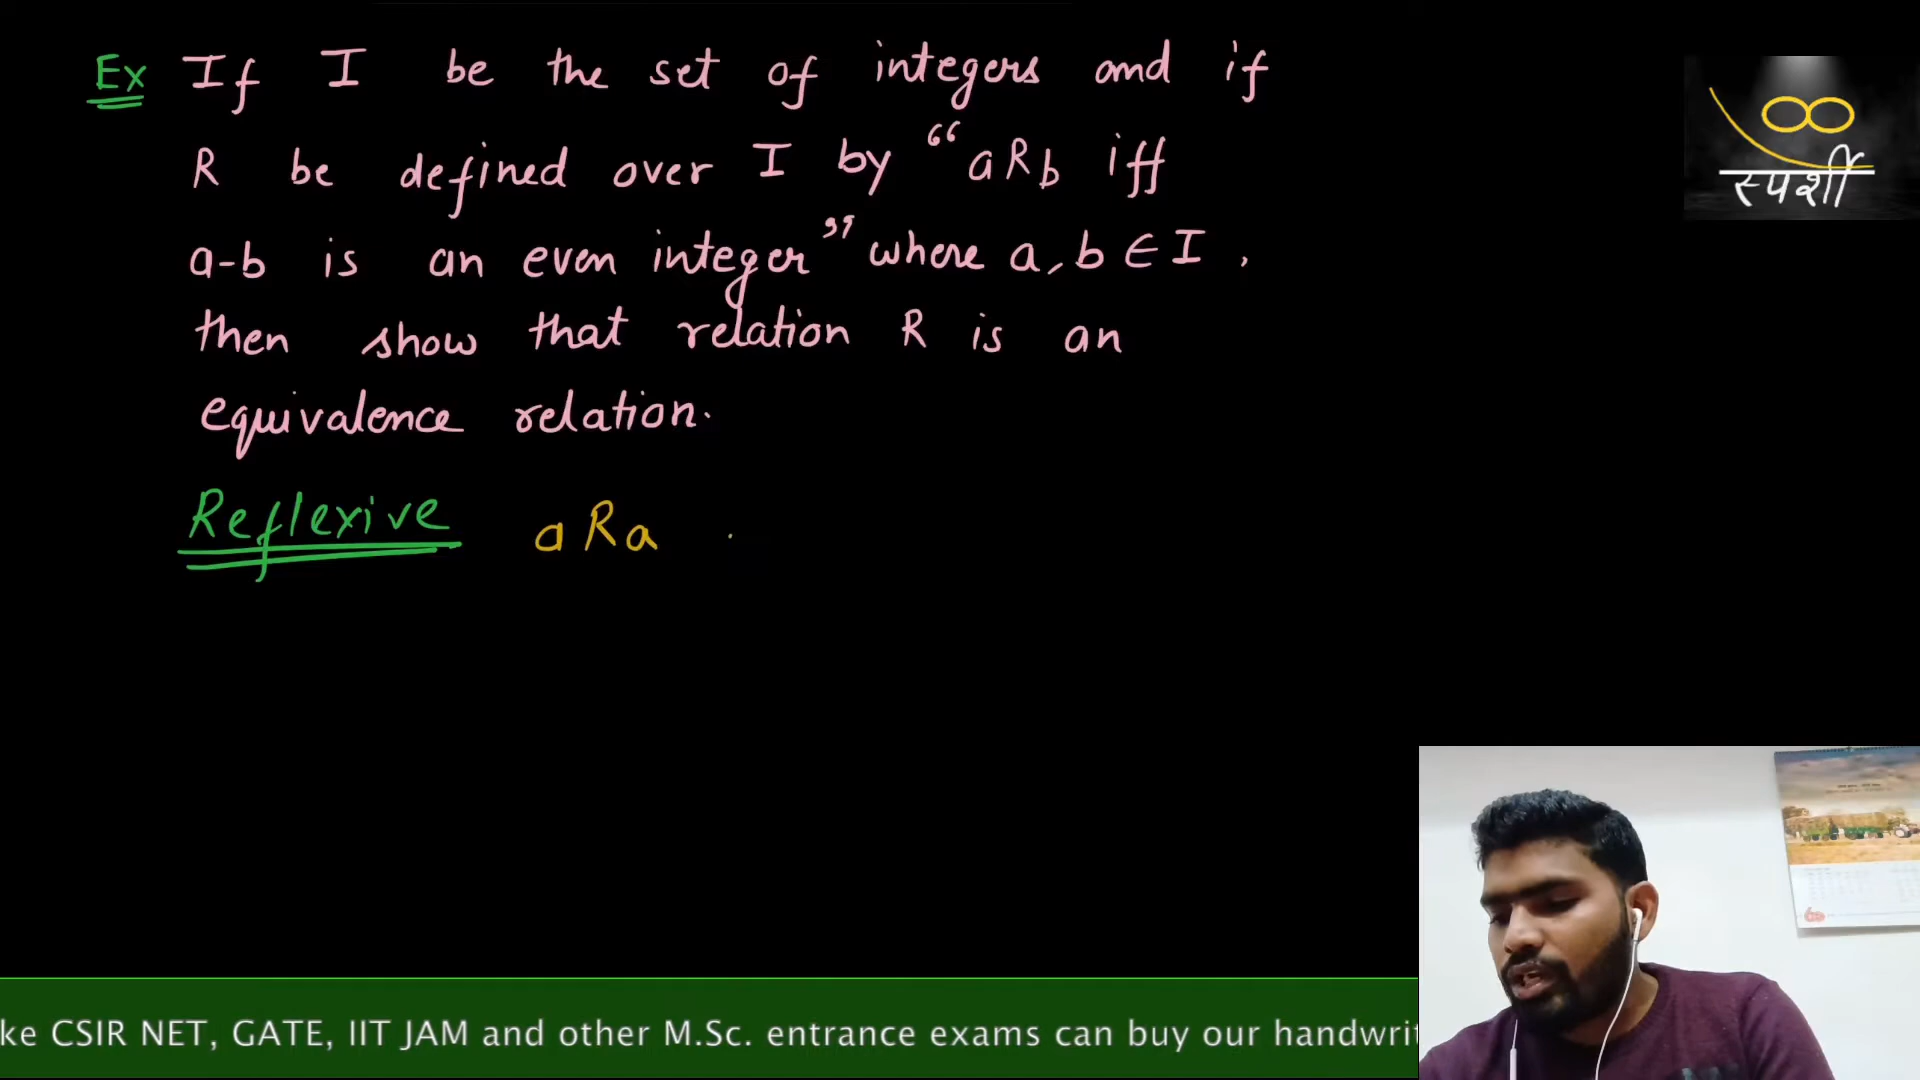 Ex If I be the set of integers and if
R be defined over I by "aRb iff
a-b is an even integer" where a, b ∈ I,
then show that relation R is an
equivalence relation.
Reflexive aRa
स्पर्शी
ke CSIR NET, GATE, IIT JAM and other M.Sc. entrance exams can buy our handwrit